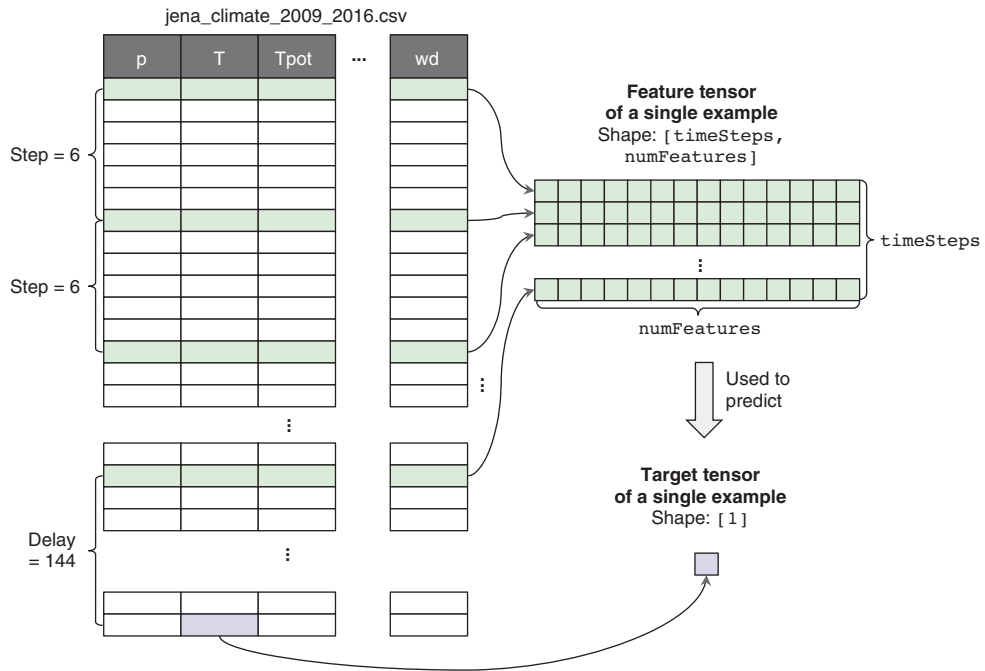 jena_climate_2009_2016.csv
p T Tpot ... wd
Step = 6
Step = 6
...
...
Delay
= 144
...
Feature tensor
of a single example
Shape: [timeSteps,
numFeatures]
timeSteps
...
numFeatures
Used to
predict
Target tensor
of a single example
Shape: [1]